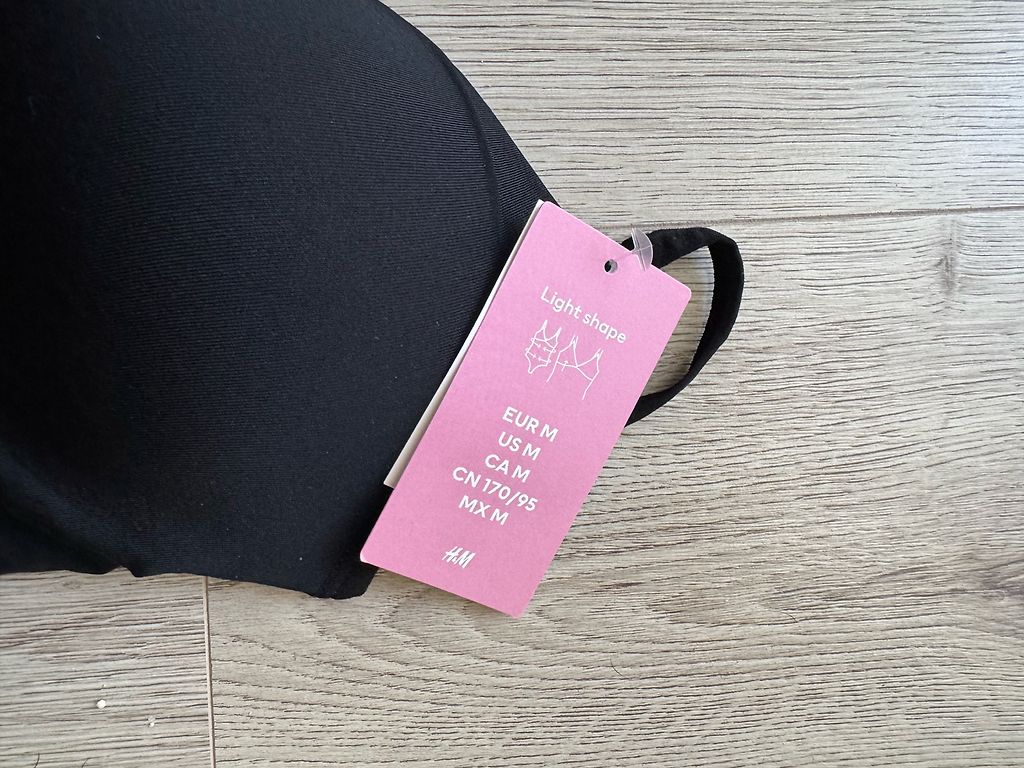 Light shape
EUR M
US M
CA M
CN 170/95
MX M
H&M